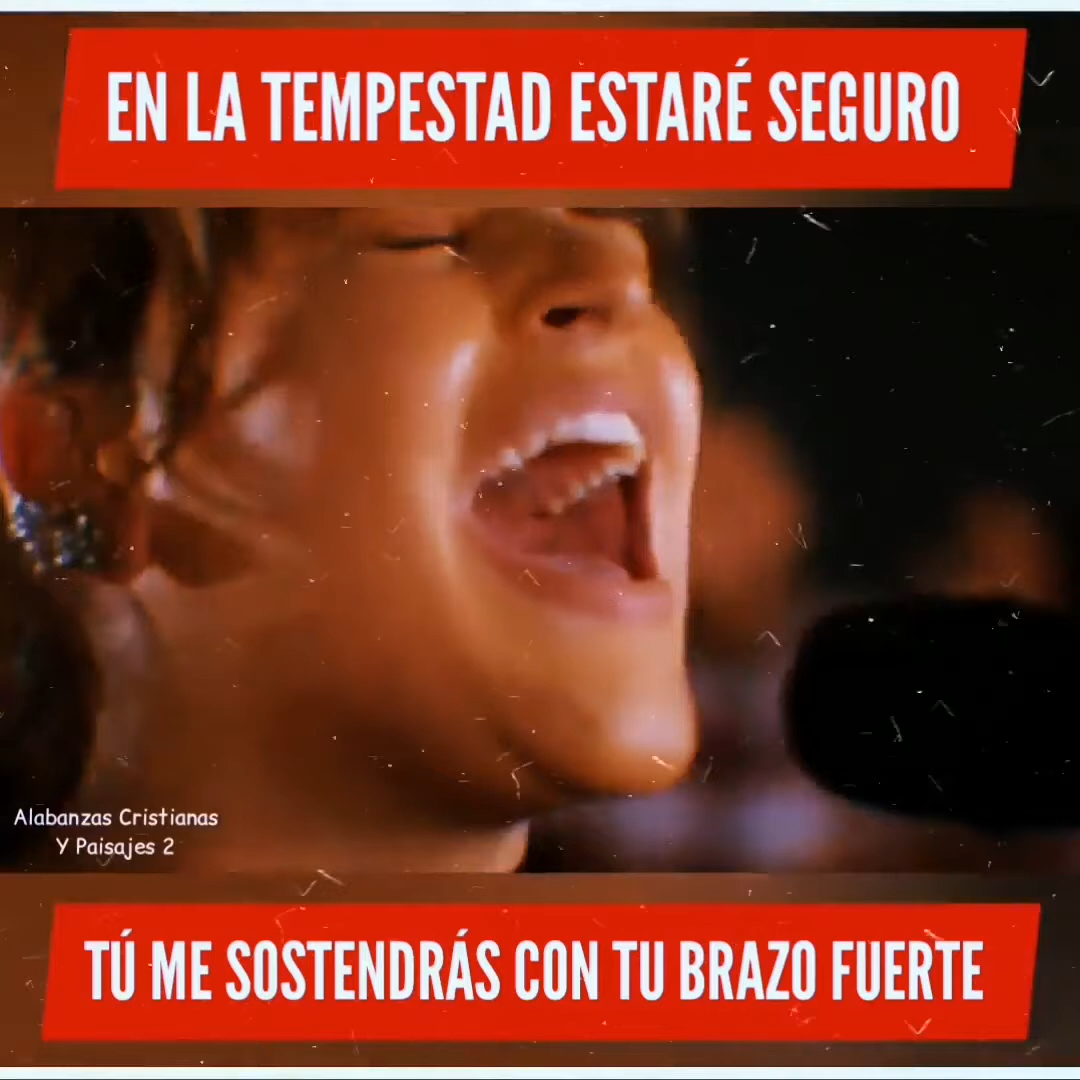 EN LA TEMPESTAD ESTARÉ SEGURO
Alabanzas Cristianas
Y Paisajes 2
TÚ ME SOSTENDRÁS CON TU BRAZO FUERTE